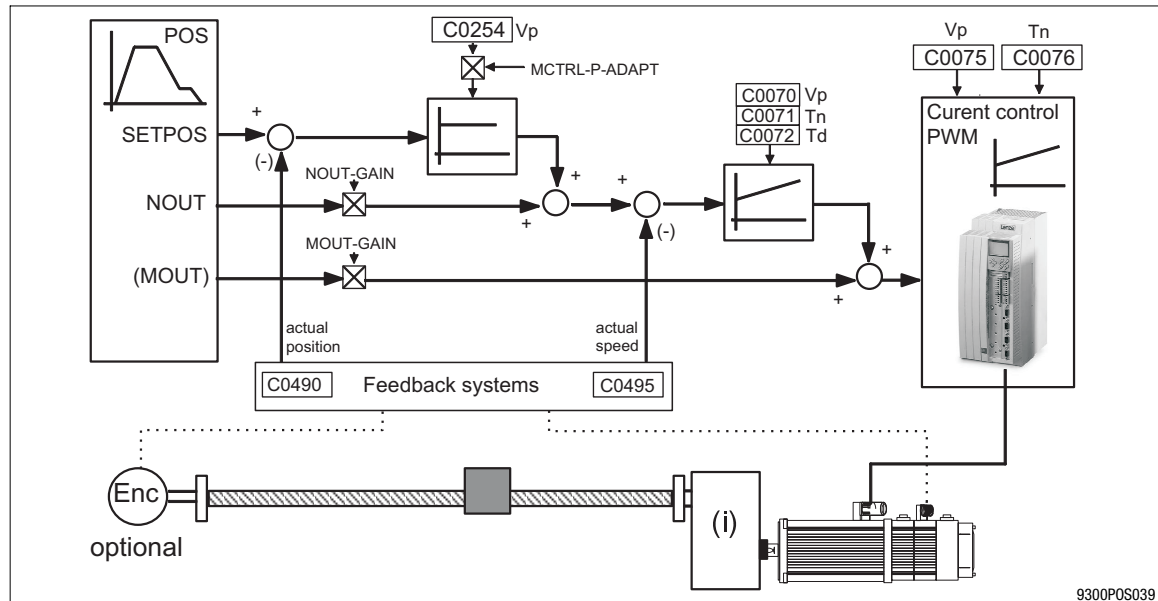 POS
SETPOS
NOUT
(MOUT)
C0254 Vp
MCTRL-P-ADAPT
+
(-)
NOUT-GAIN
MOUT-GAIN
+
+
+
(-)
C0070 Vp
C0071 Tn
C0072 Td
+
+
Vp
Tn
C0075
C0076
Curent control
PWM
Lenze
actual
position
actual
speed
C0490
Feedback systems
C0495
Enc
optional
(i)
9300POS039